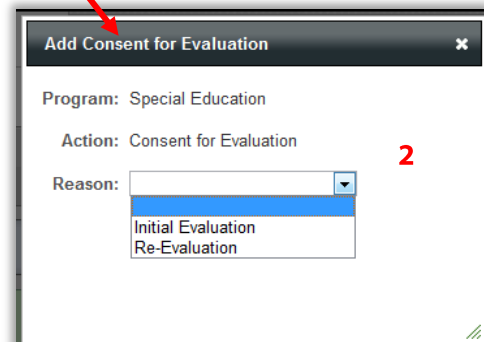 Add Consent for Evaluation ×
Program: Special Education
Action: Consent for Evaluation
2
Reason:
Initial Evaluation
Re-Evaluation